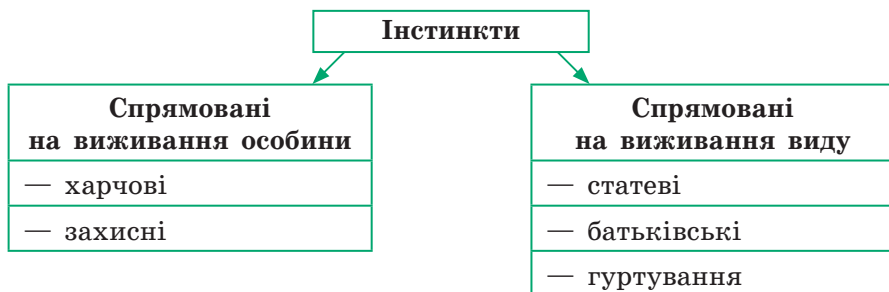 Інстинкти
Спрямовані
на виживання особини
— харчові
— захисні
Спрямовані
на виживання виду
— статеві
— батьківські
— гуртування